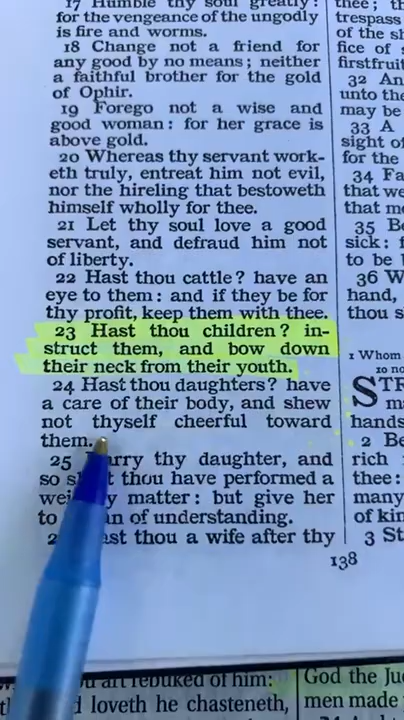 17 Humble thy soul greatly:
for the vengeance of the ungodly
is fire and worms.
18 Change not a friend for
any good by no means; neither
a faithful brother for the gold
of Ophir.
19 Forego not a wise and
good woman: for her grace is
above gold.
20 Whereas thy servant work-
eth truly, entreat him not evil,
nor the hireling that bestoweth
himself wholly for thee.
21 Let thy soul love a good
servant, and defraud him not
of liberty.
22 Hast thou cattle? have an
eye to them: and if they be for
thy profit, keep them with thee.
23 Hast thou children? in-
struct them, and bow down
their neck from their youth.
24 Hast thou daughters? have
a care of their body, and shew
not thyself cheerful toward
them.
25 thy daughter, and
so thou have performed a
matter: but give her
to of understanding.
thou a wife after thy
thee;
trespass
of the
fice of
firstfruit
32 An
unto the
may be
33 A
sight of
for the
34
that we
that
35
sick:
to be
36
hand,
thou
1 Whom
10
hands
2
rich
thee:
many
of
3
138
art rebuked of him:
loveth he chasteneth,
God the
men made